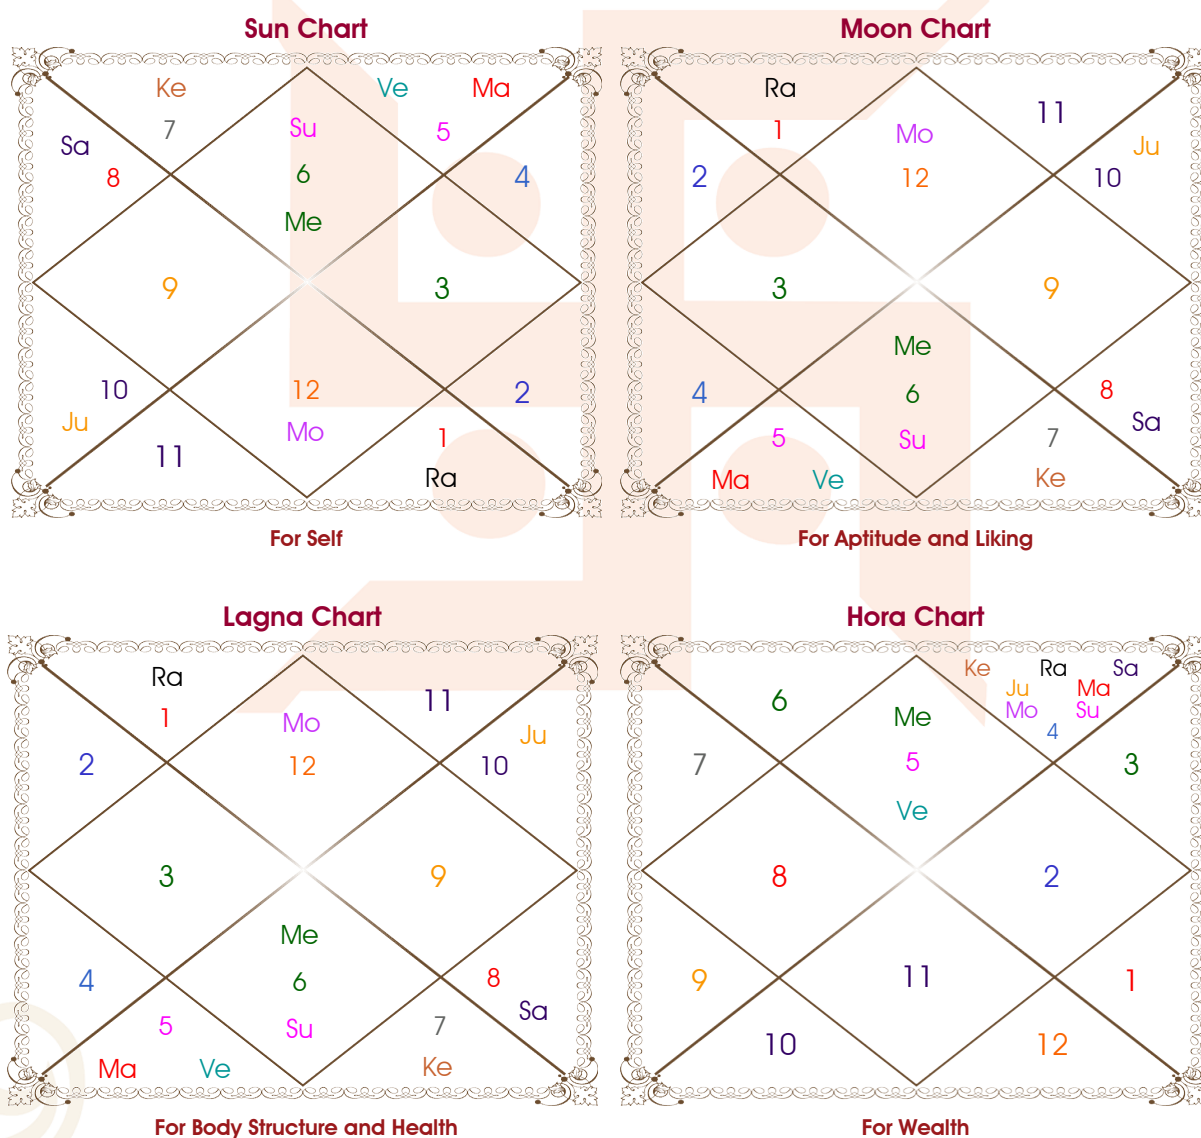 Sun Chart
Ke Ve Ma
7 Su 5
Sa
8 6 4
Me
9 3
10 12 2
Ju Mo 1
11
Ra
For Self
Moon Chart
Ra
1 Mo 11
Ju
2 12 10
3 9
Me
4 6 8
5 Su 7 Sa
Ma Ve Ke
For Aptitude and Liking
Lagna Chart
Ra
1 Mo 11
Ju
2 12 10
3 9
Me
4 6 8
5 Su 7 Sa
Ma Ve Ke
For Body Structure and Health
Hora Chart
Ke Ra Sa
Ju Ma
6 Me Mo Su
4
7 5 3
Ve
8 2
9 11 1
10 12
For Wealth